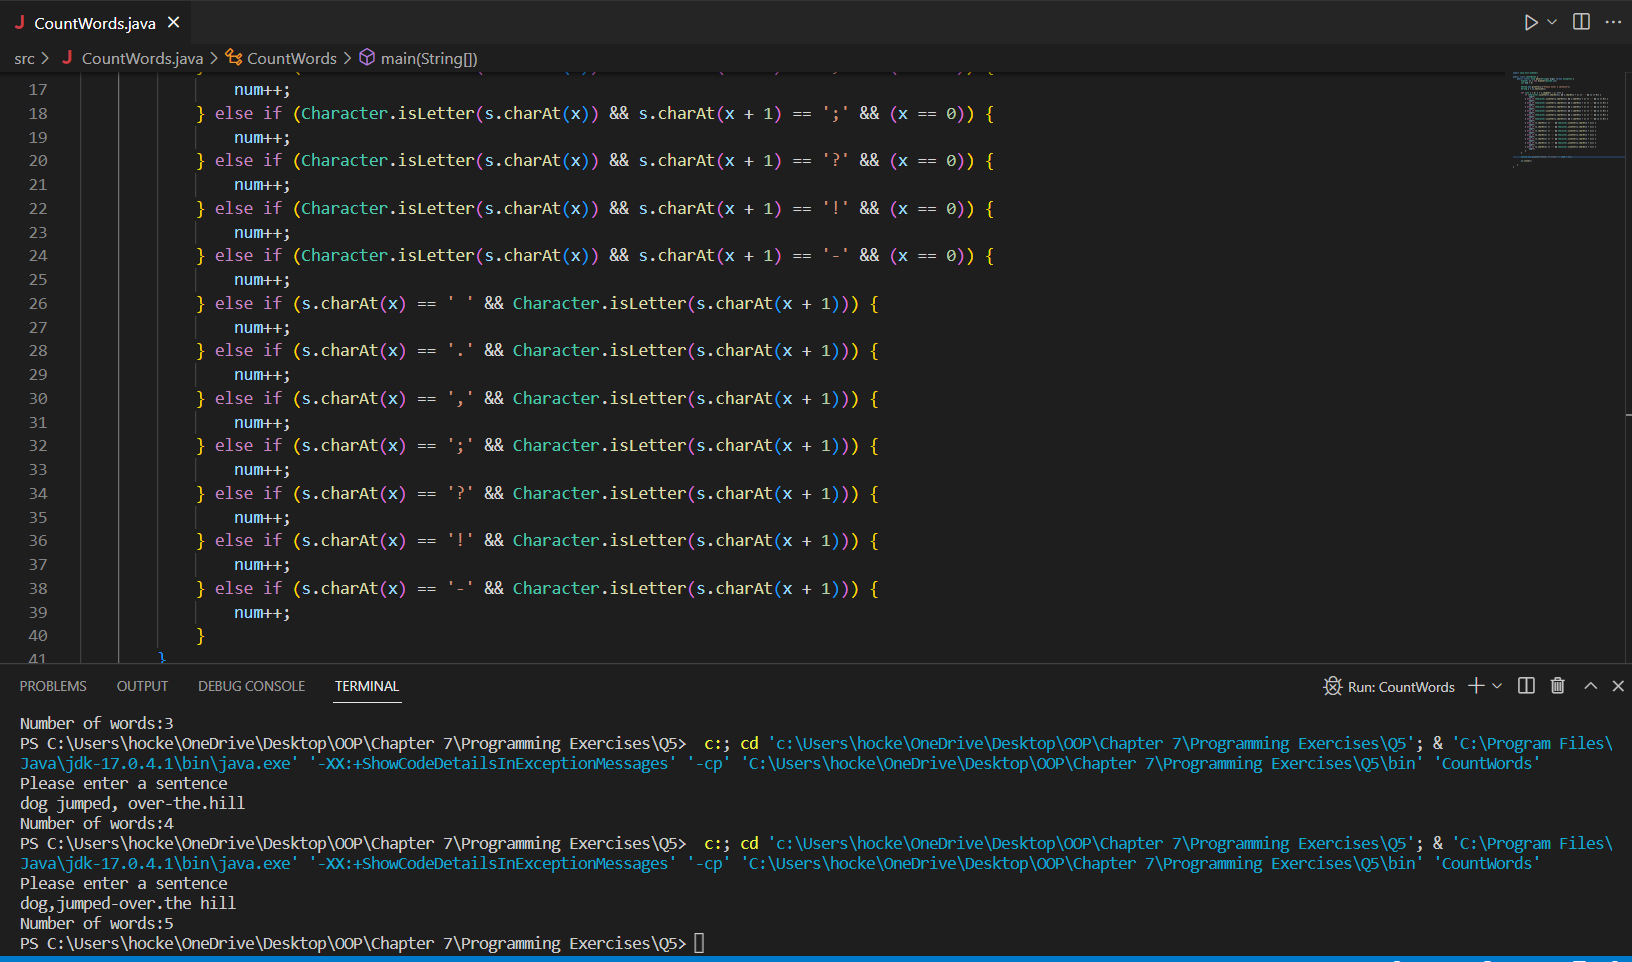 CountWords.java
src > CountWords.java > CountWords > main(String[])
17 num++;
18 } else if (Character.isLetter(s.charAt(x)) && s.charAt(x + 1) == ';' && (x == 0)) {
19 num++;
20 } else if (Character.isLetter(s.charAt(x)) && s.charAt(x + 1) == '?' && (x == 0)) {
21 num++;
22 } else if (Character.isLetter(s.charAt(x)) && s.charAt(x + 1) == '!' && (x == 0)) {
23 num++;
24 } else if (Character.isLetter(s.charAt(x)) && s.charAt(x + 1) == '-' && (x == 0)) {
25 num++;
26 } else if (s.charAt(x) == ' ' && Character.isLetter(s.charAt(x + 1))) {
27 num++;
28 } else if (s.charAt(x) == '.' && Character.isLetter(s.charAt(x + 1))) {
29 num++;
30 } else if (s.charAt(x) == ',' && Character.isLetter(s.charAt(x + 1))) {
31 num++;
32 } else if (s.charAt(x) == ';' && Character.isLetter(s.charAt(x + 1))) {
33 num++;
34 } else if (s.charAt(x) == '?' && Character.isLetter(s.charAt(x + 1))) {
35 num++;
36 } else if (s.charAt(x) == '!' && Character.isLetter(s.charAt(x + 1))) {
37 num++;
38 } else if (s.charAt(x) == '-' && Character.isLetter(s.charAt(x + 1))) {
39 num++;
40 }
41 }
PROBLEMS OUTPUT DEBUG CONSOLE TERMINAL Run: CountWords
Number of words:3
PS C:\Users\hocke\OneDrive\Desktop\OOP\Chapter 7\Programming Exercises\Q5>  c:; cd 'c:\Users\hocke\OneDrive\Desktop\OOP\Chapter 7\Programming Exercises\Q5'; & 'C:\Program Files\
Java\jdk-17.0.4.1\bin\java.exe' '-XX:+ShowCodeDetailsInExceptionMessages' '-cp' 'C:\Users\hocke\OneDrive\Desktop\OOP\Chapter 7\Programming Exercises\Q5\bin' 'CountWords'
Please enter a sentence
dog jumped, over-the.hill
Number of words:4
PS C:\Users\hocke\OneDrive\Desktop\OOP\Chapter 7\Programming Exercises\Q5>  c:; cd 'c:\Users\hocke\OneDrive\Desktop\OOP\Chapter 7\Programming Exercises\Q5'; & 'C:\Program Files\
Java\jdk-17.0.4.1\bin\java.exe' '-XX:+ShowCodeDetailsInExceptionMessages' '-cp' 'C:\Users\hocke\OneDrive\Desktop\OOP\Chapter 7\Programming Exercises\Q5\bin' 'CountWords'
Please enter a sentence
dog,jumped-over.the hill
Number of words:5
PS C:\Users\hocke\OneDrive\Desktop\OOP\Chapter 7\Programming Exercises\Q5>